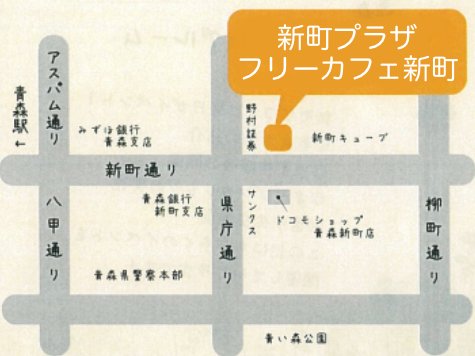 新町プラザ
フリーカフェ新町
アスパム通り
青森駅
←
みずほ銀行
青森支店
野村証券
新町キューブ
新町通り
八甲通り
青森銀行
新町支店
県庁通り
サンクス
ドコモショップ
青森新町店
柳町通り
青森県警察本部
青い森公園